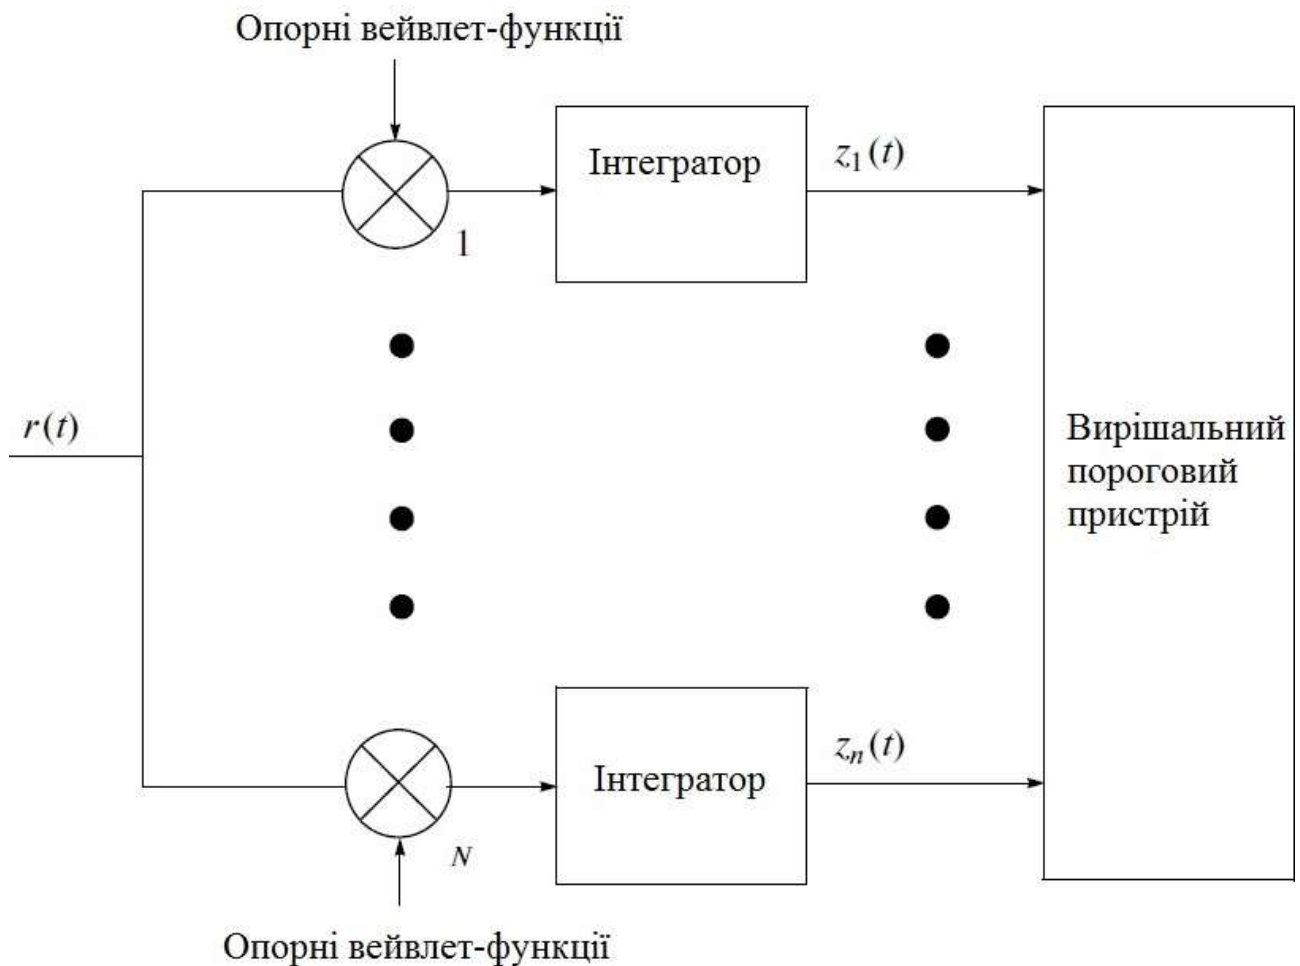 Опорні вейвлет-функції
Інтегратор
z1(t)
1
r(t)
Вирішальний
пороговий
пристрій
Інтегратор
zn(t)
N
Опорні вейвлет-функції